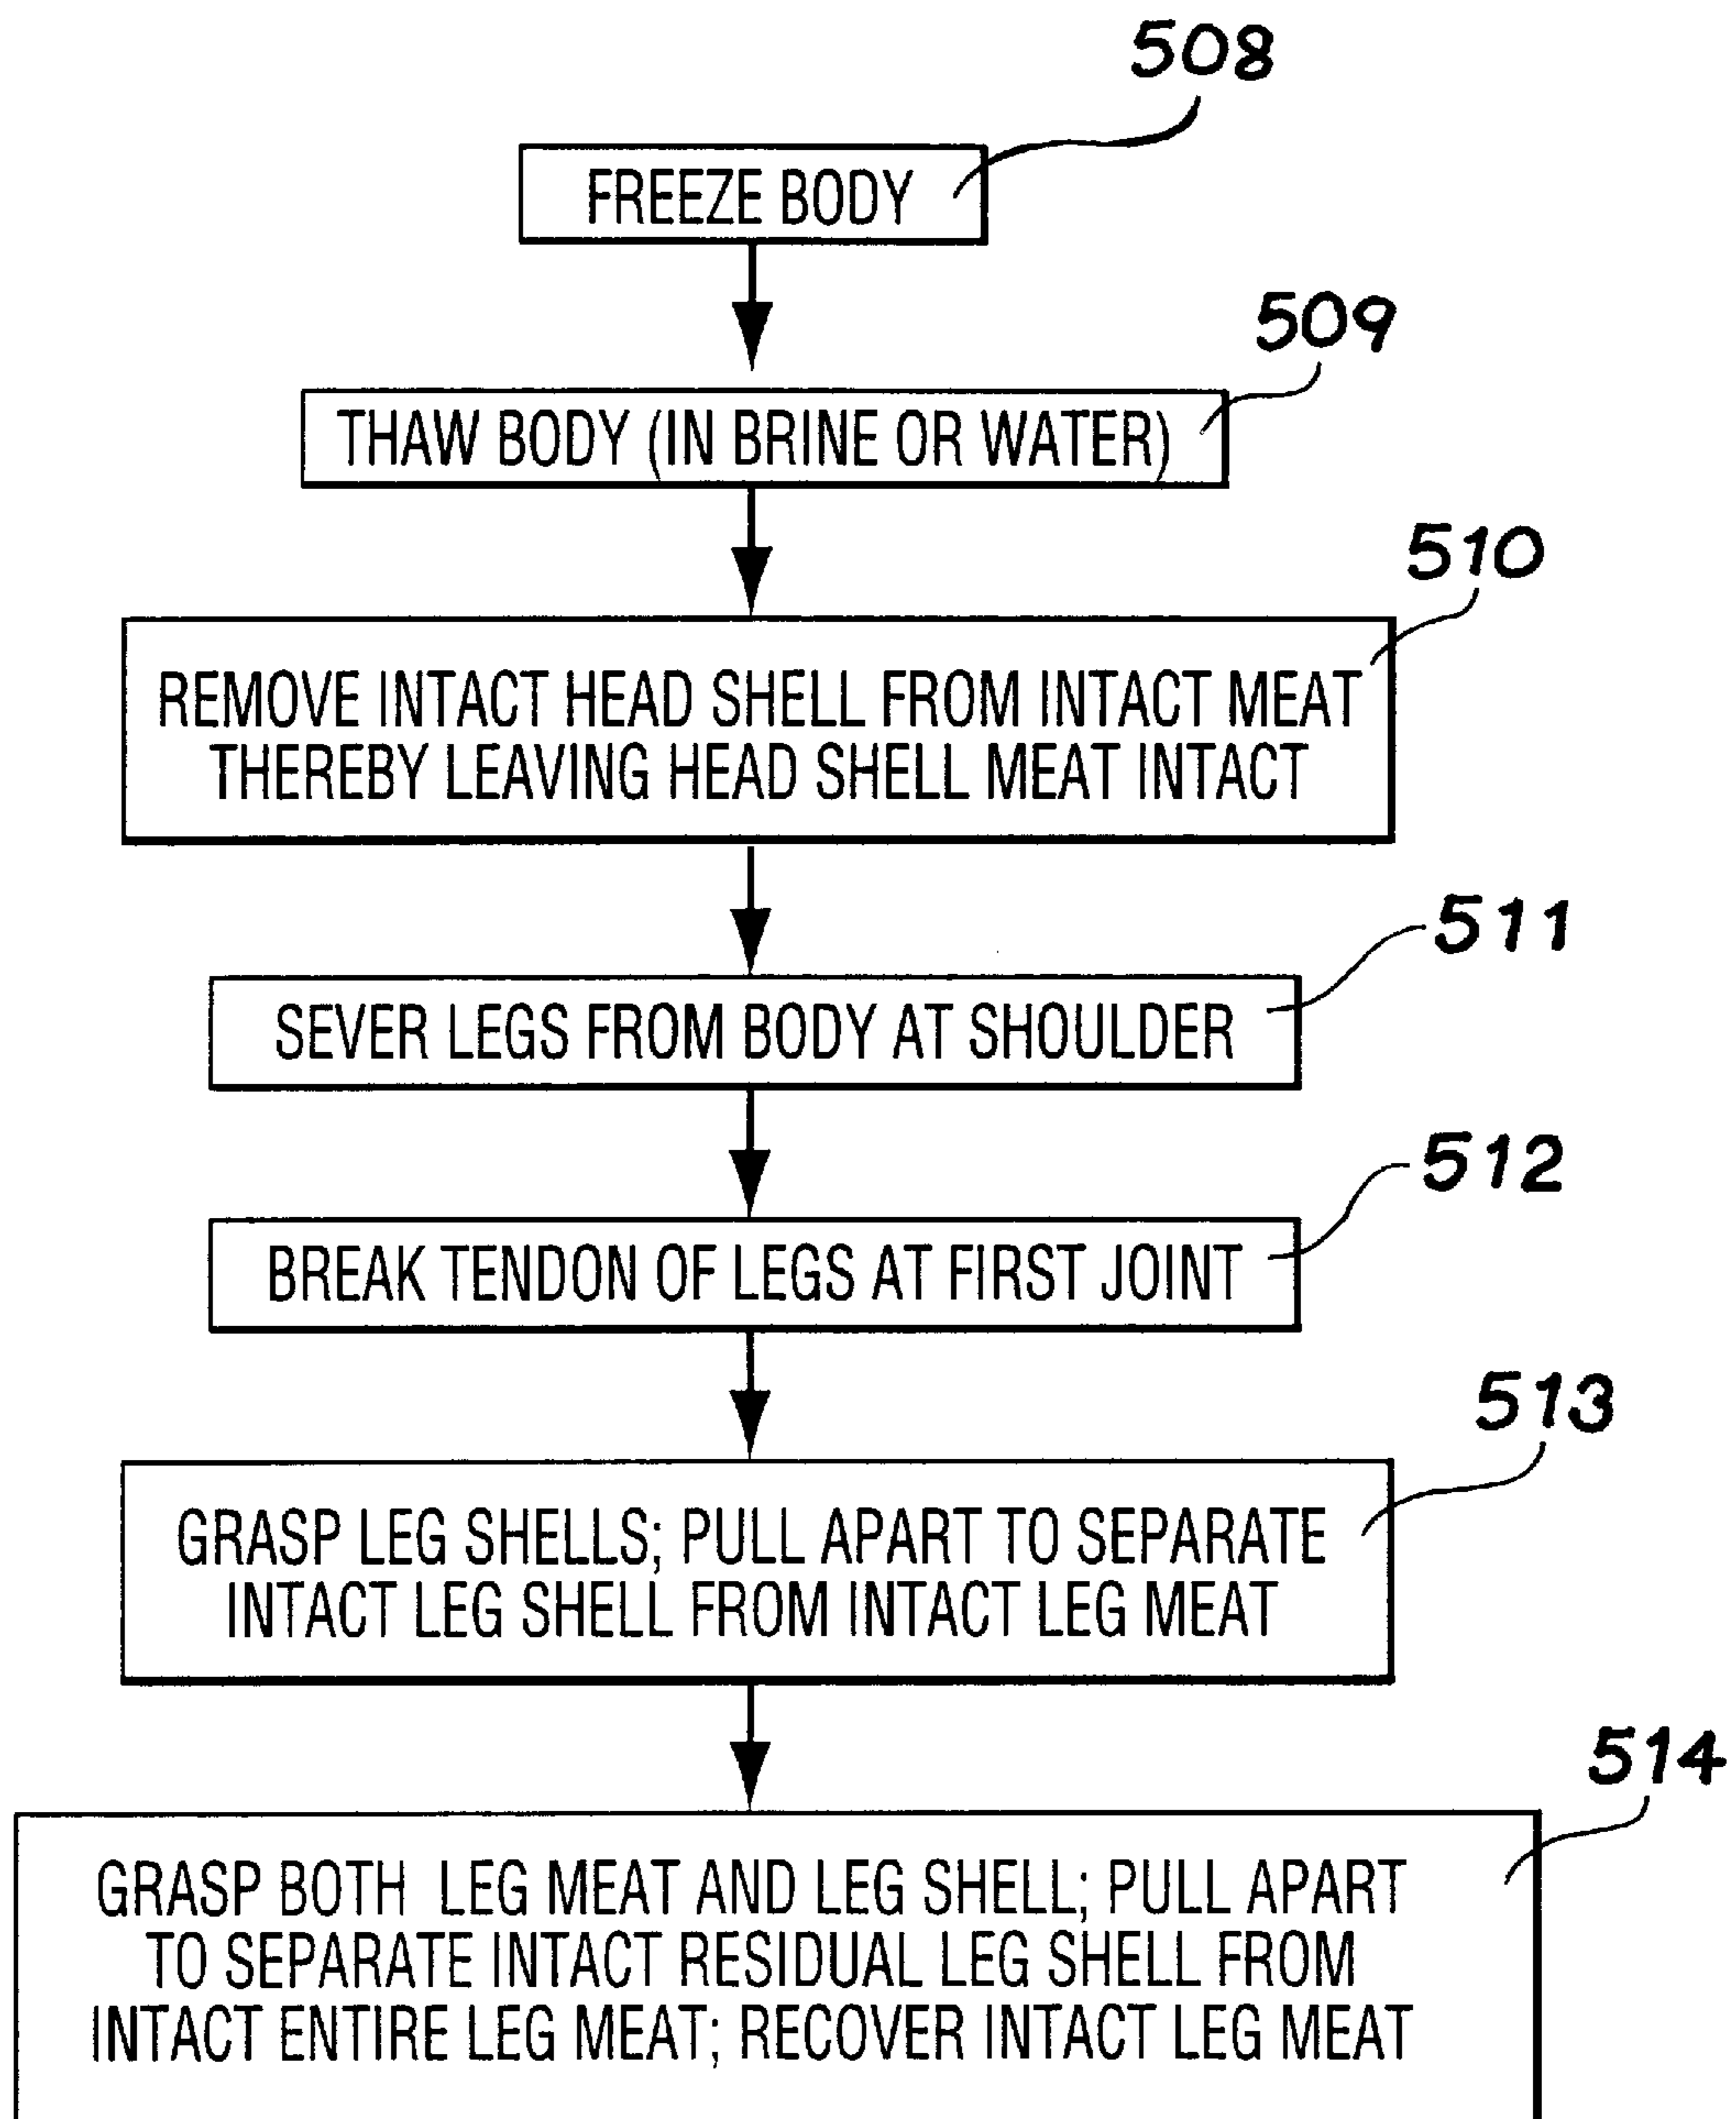 508
FREEZE BODY
509
THAW BODY (IN BRINE OR WATER)
510
REMOVE INTACT HEAD SHELL FROM INTACT MEAT
THEREBY LEAVING HEAD SHELL MEAT INTACT
511
SEVER LEGS FROM BODY AT SHOULDER
512
BREAK TENDON OF LEGS AT FIRST JOINT
513
GRASP LEG SHELLS; PULL APART TO SEPARATE
INTACT LEG SHELL FROM INTACT LEG MEAT
514
GRASP BOTH LEG MEAT AND LEG SHELL; PULL APART
TO SEPARATE INTACT RESIDUAL LEG SHELL FROM
INTACT ENTIRE LEG MEAT; RECOVER INTACT LEG MEAT